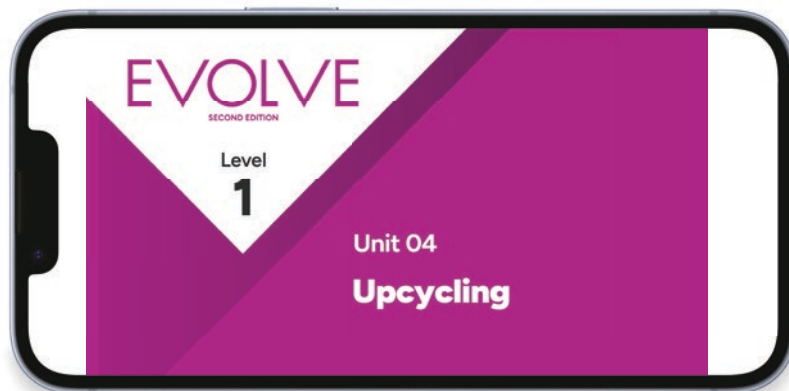 EVOLVE
SECOND EDITION
Level
1
Unit 04
Upcycling